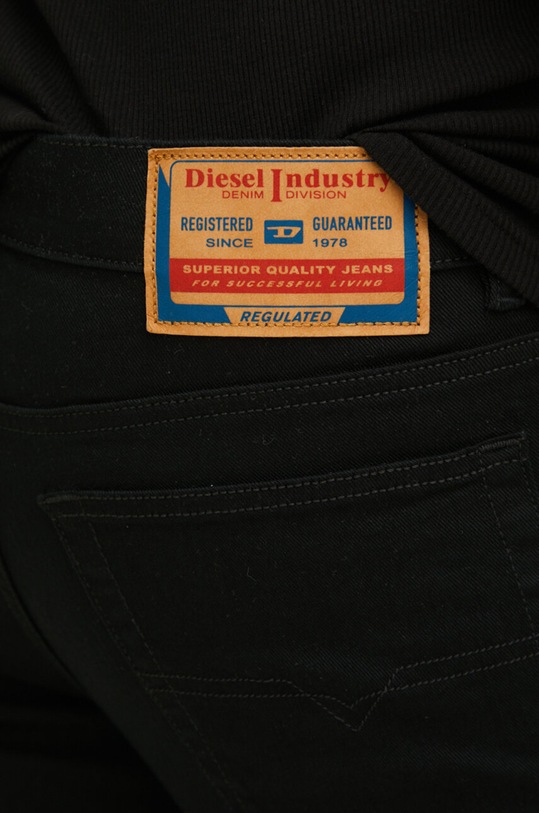 Diesel Industry
DENIM DIVISION
REGISTERED D GUARANTEED
SINCE 1978
SUPERIOR QUALITY JEANS
FOR SUCCESSFUL LIVING
REGULATED